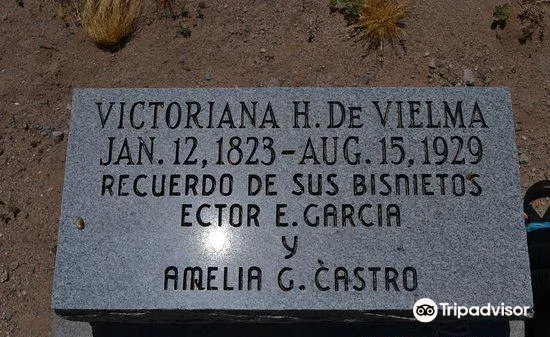 VICTORIANA H. DE VIELMA
JAN. 12, 1823 - AUG. 15, 1929
RECUERDO DE SUS BISNIETOS
ECTOR E. GARCIA
y
AMELIA G. CASTRO
Tripadvisor